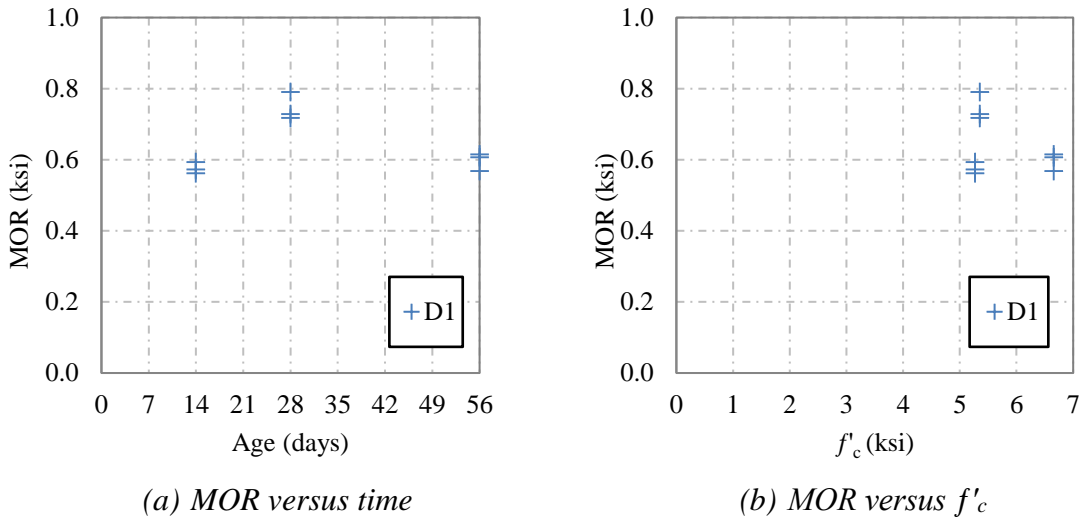 1.0
0.8
0.6
0.4
0.2
0.0
MOR (ksi)
D1
0 7 14 21 28 35 42 49 56
Age (days)
(a) MOR versus time
1.0
0.8
0.6
0.4
0.2
0.0
MOR (ksi)
D1
0 1 2 3 4 5 6 7
f'c (ksi)
(b) MOR versus f'c